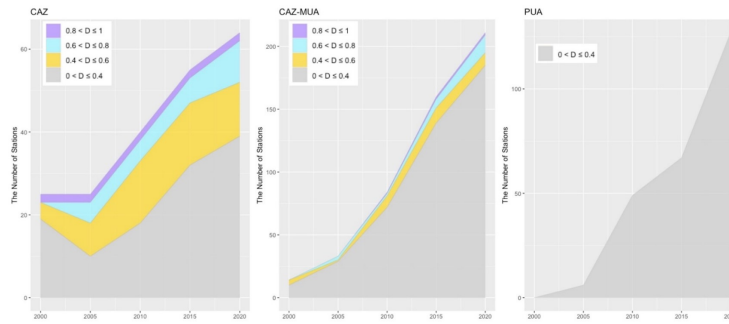 CAZ
0.8 < D ≤ 1
0.6 < D ≤ 0.8
0.4 < D ≤ 0.6
0 < D ≤ 0.4
The Number of Stations
60
40
20
0
2000 2005 2010 2015 2020
CAZ-MUA
0.8 < D ≤ 1
0.6 < D ≤ 0.8
0.4 < D ≤ 0.6
0 < D ≤ 0.4
The Number of Stations
200
150
100
50
0
2000 2005 2010 2015 2020
PUA
0 < D ≤ 0.4
The Number of Stations
100
50
0
2000 2005 2010 2015